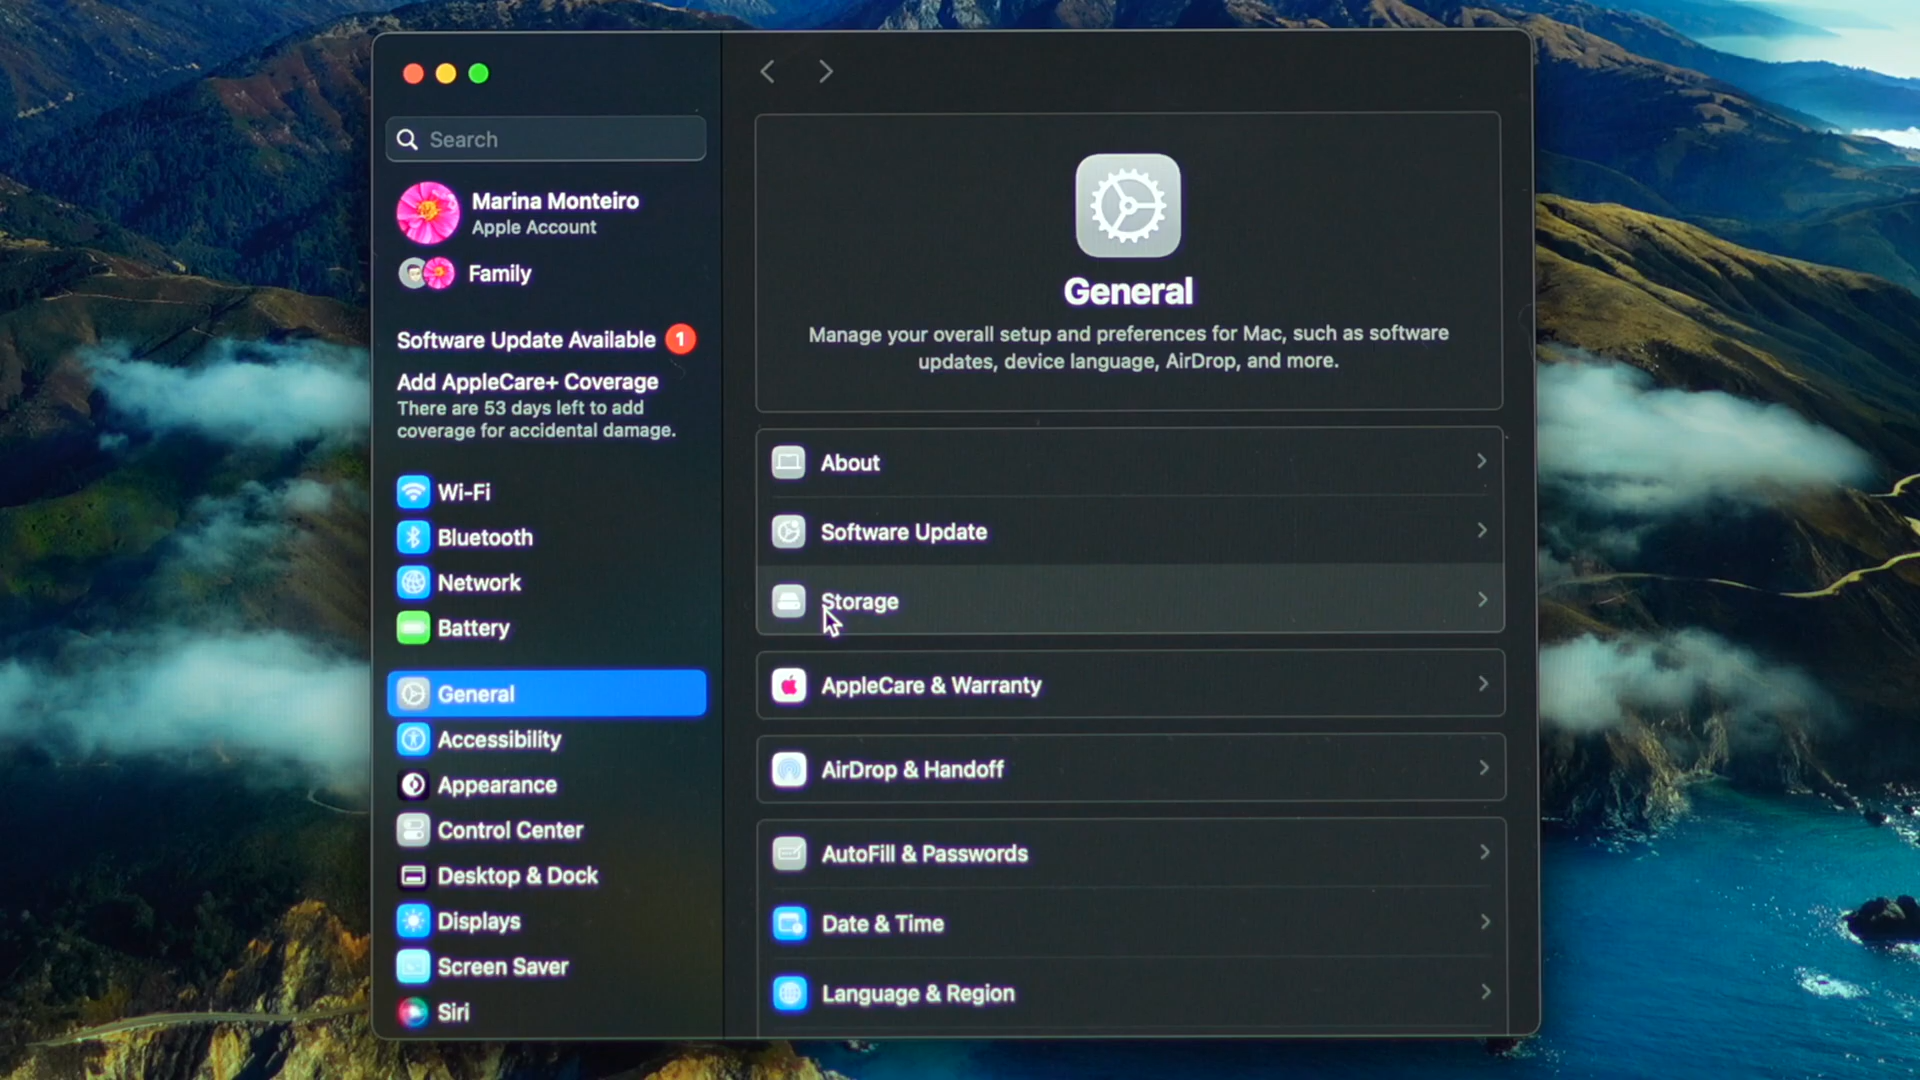 Search
Marina Monteiro
Apple Account
Family
Software Update Available 1
Add AppleCare+ Coverage
There are 53 days left to add
coverage for accidental damage.
Wi-Fi
Bluetooth
Network
Battery
General
Accessibility
Appearance
Control Center
Desktop & Dock
Displays
Screen Saver
Siri
General
Manage your overall setup and preferences for Mac, such as software
updates, device language, AirDrop, and more.
About
Software Update
Storage
AppleCare & Warranty
AirDrop & Handoff
AutoFill & Passwords
Date & Time
Language & Region